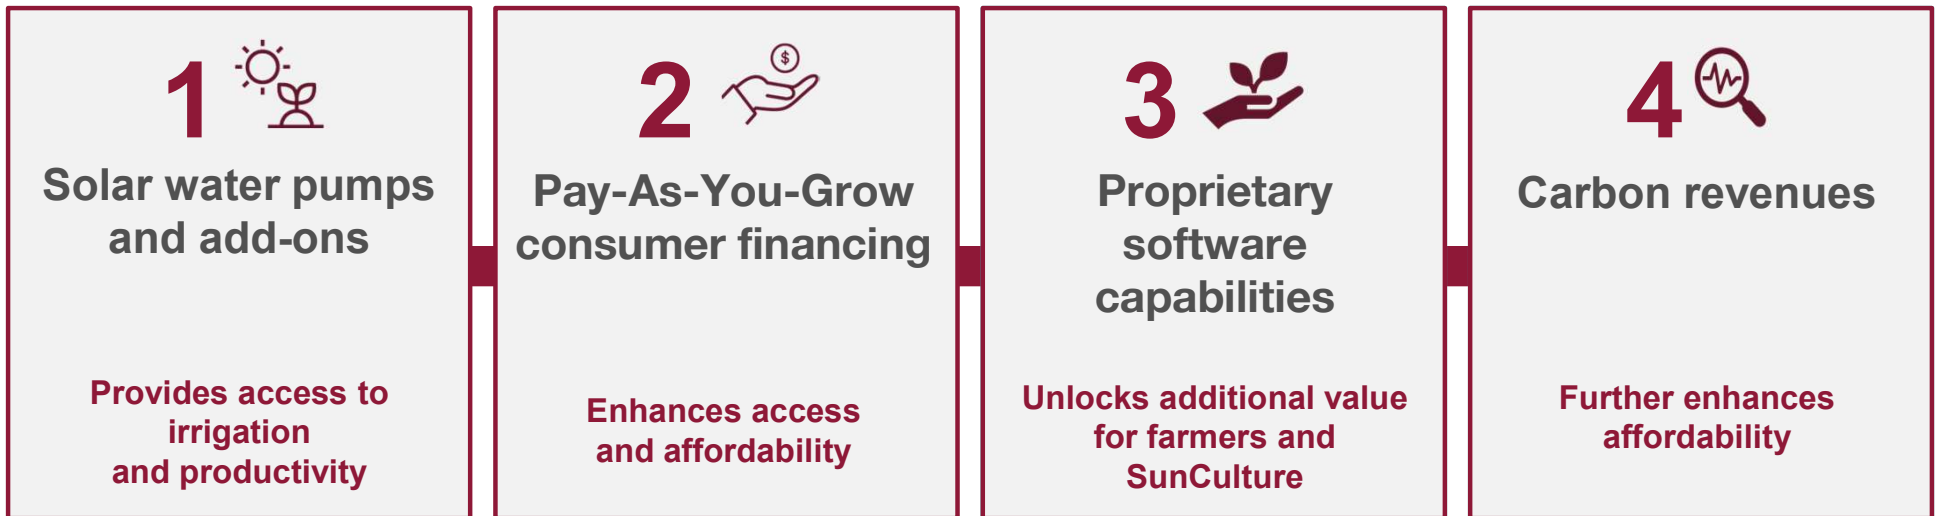 1
Solar water pumps
and add-ons
Provides access to
irrigation
and productivity
2
$
Pay-As-You-Grow
consumer financing
Enhances access
and affordability
3
Proprietary
software
capabilities
Unlocks additional value
for farmers and
SunCulture
4
Carbon revenues
Further enhances
affordability